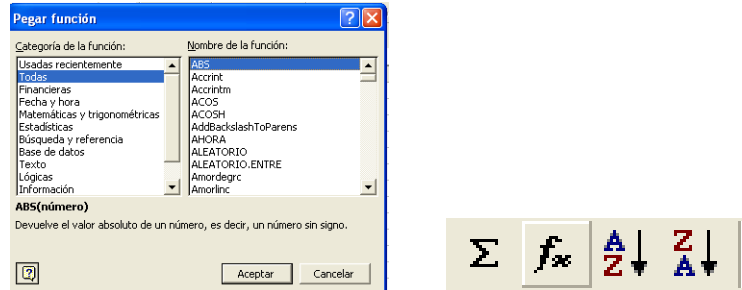 Pegar función
Categoría de la función:
Usadas recientemente
Todas
Financieras
Fecha y hora
Matemáticas y trigonométricas
Estadísticas
Búsqueda y referencia
Base de datos
Texto
Lógicas
Información
Nombre de la función:
ABS
Accrint
Accrintm
ACOS
ACOSH
AddBackslashToParens
AHORA
ALEATORIO
ALEATORIO.ENTRE
Amordegrc
Amorlinc
ABS(número)
Devuelve el valor absoluto de un número, es decir, un número sin signo.
Aceptar
Cancelar
Σ fx A Z Z A